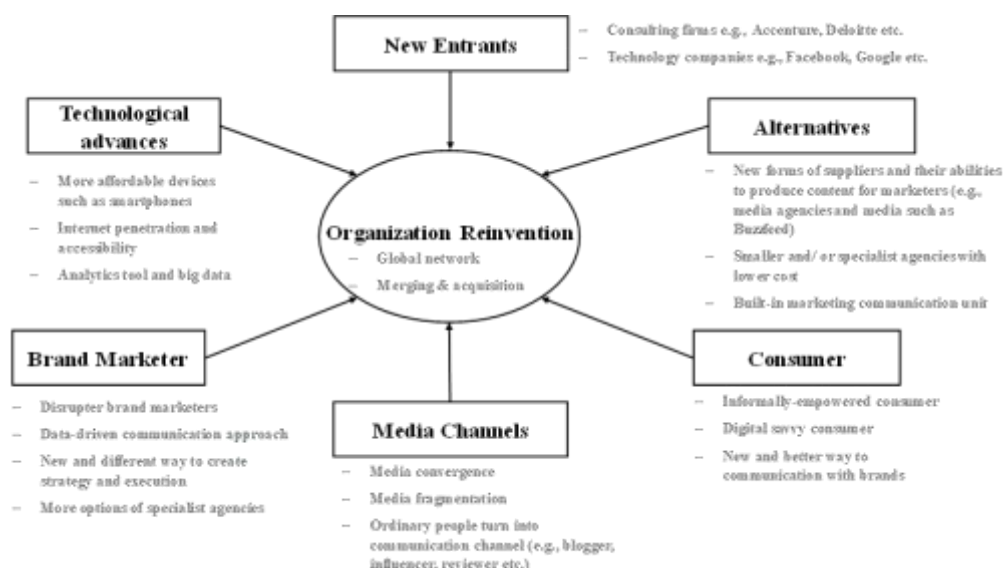 New Entrants
– Consulting firms e.g., Accenture, Deloitte etc.
– Technology companies e.g., Facebook, Google etc.
Technological
advances
– More affordable devices
such as smartphones
– Internet penetration and
accessibility
– Analytics tool and big data
Alternatives
– New forms of suppliers and their abilities
to produce content for marketers (e.g.,
media agencies and media such as
Buzzfeed)
– Smaller and/ or specialist agencies with
lower cost
– Built-in marketing communication unit
Organization Reinvention
– Global network
– Merging & acquisition
Brand Marketer
– Disrupter brand marketers
– Data-driven communication approach
– New and different way to create
strategy and execution
– More options of specialist agencies
Media Channels
– Media convergence
– Media fragmentation
– Ordinary people turn into
communication channel (e.g., blogger,
influencer, reviewer etc.)
Consumer
– Informally-empowered consumer
– Digital savvy consumer
– New and better way to
communication with brands